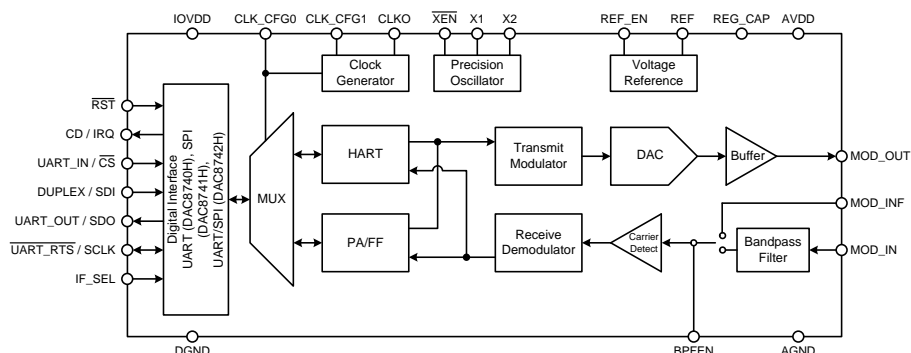 IOVDD
CLK_CFG0
CLK_CFG1
CLKO
XEN
X1
X2
REF_EN
REF
REG_CAP
AVDD
Clock
Generator
Precision
Oscillator
Voltage
Reference
RST
CD / IRQ
UART_IN / CS
DUPLEX / SDI
UART_OUT / SDO
UART_RTS / SCLK
IF_SEL
Digital Interface
UART (DAC8740H), SPI
(DAC8741H),
UART/SPI (DAC8742H)
MUX
HART
PA/FF
Transmit
Modulator
DAC
Buffer
Receive
Demodulator
Carrier
Detect
Bandpass
Filter
MOD_OUT
MOD_INF
MOD_IN
DGND
BPFEN
AGND